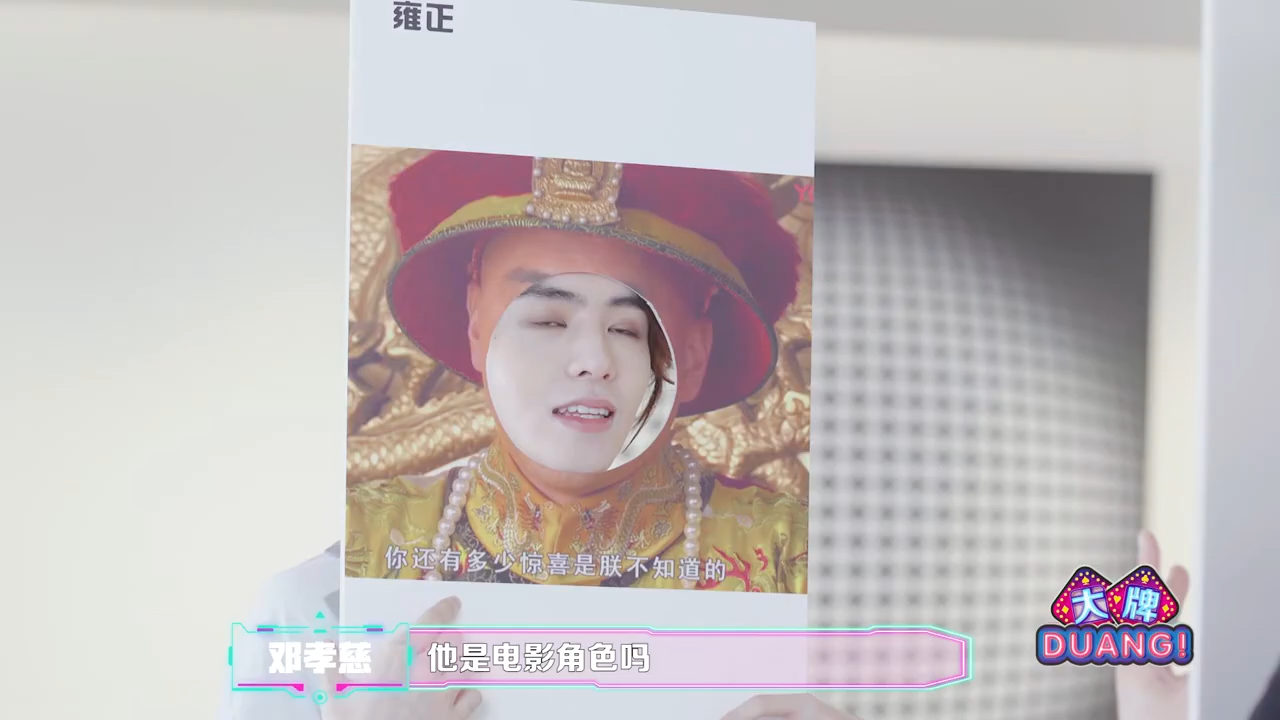 雍正
你还有多少惊喜是朕不知道的
邓孝慈
他是电影角色吗
大牌
DUANG!